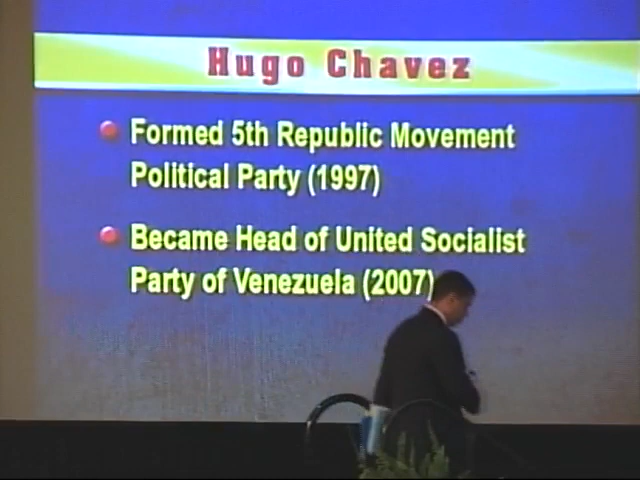 Hugo Chavez
Formed 5th Republic Movement
Political Party (1997)
Became Head of United Socialist
Party of Venezuela (2007)